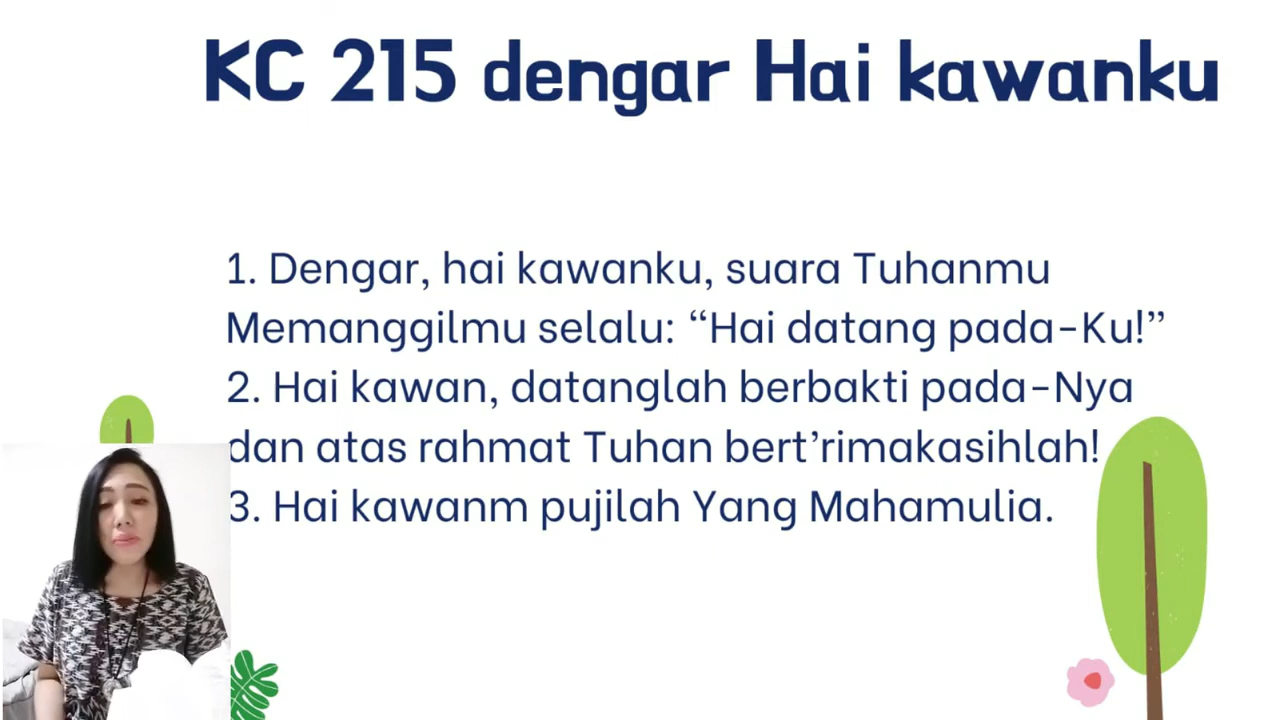 KC 215 dengar Hai kawanku
1. Dengar, hai kawanku, suara Tuhanmu
Memanggilmu selalu: “Hai datang pada-Ku!”
2. Hai kawan, datanglah berbakti pada-Nya
dan atas rahmat Tuhan bert’rimakasihlah!
3. Hai kawanm pujilah Yang Mahamulia.